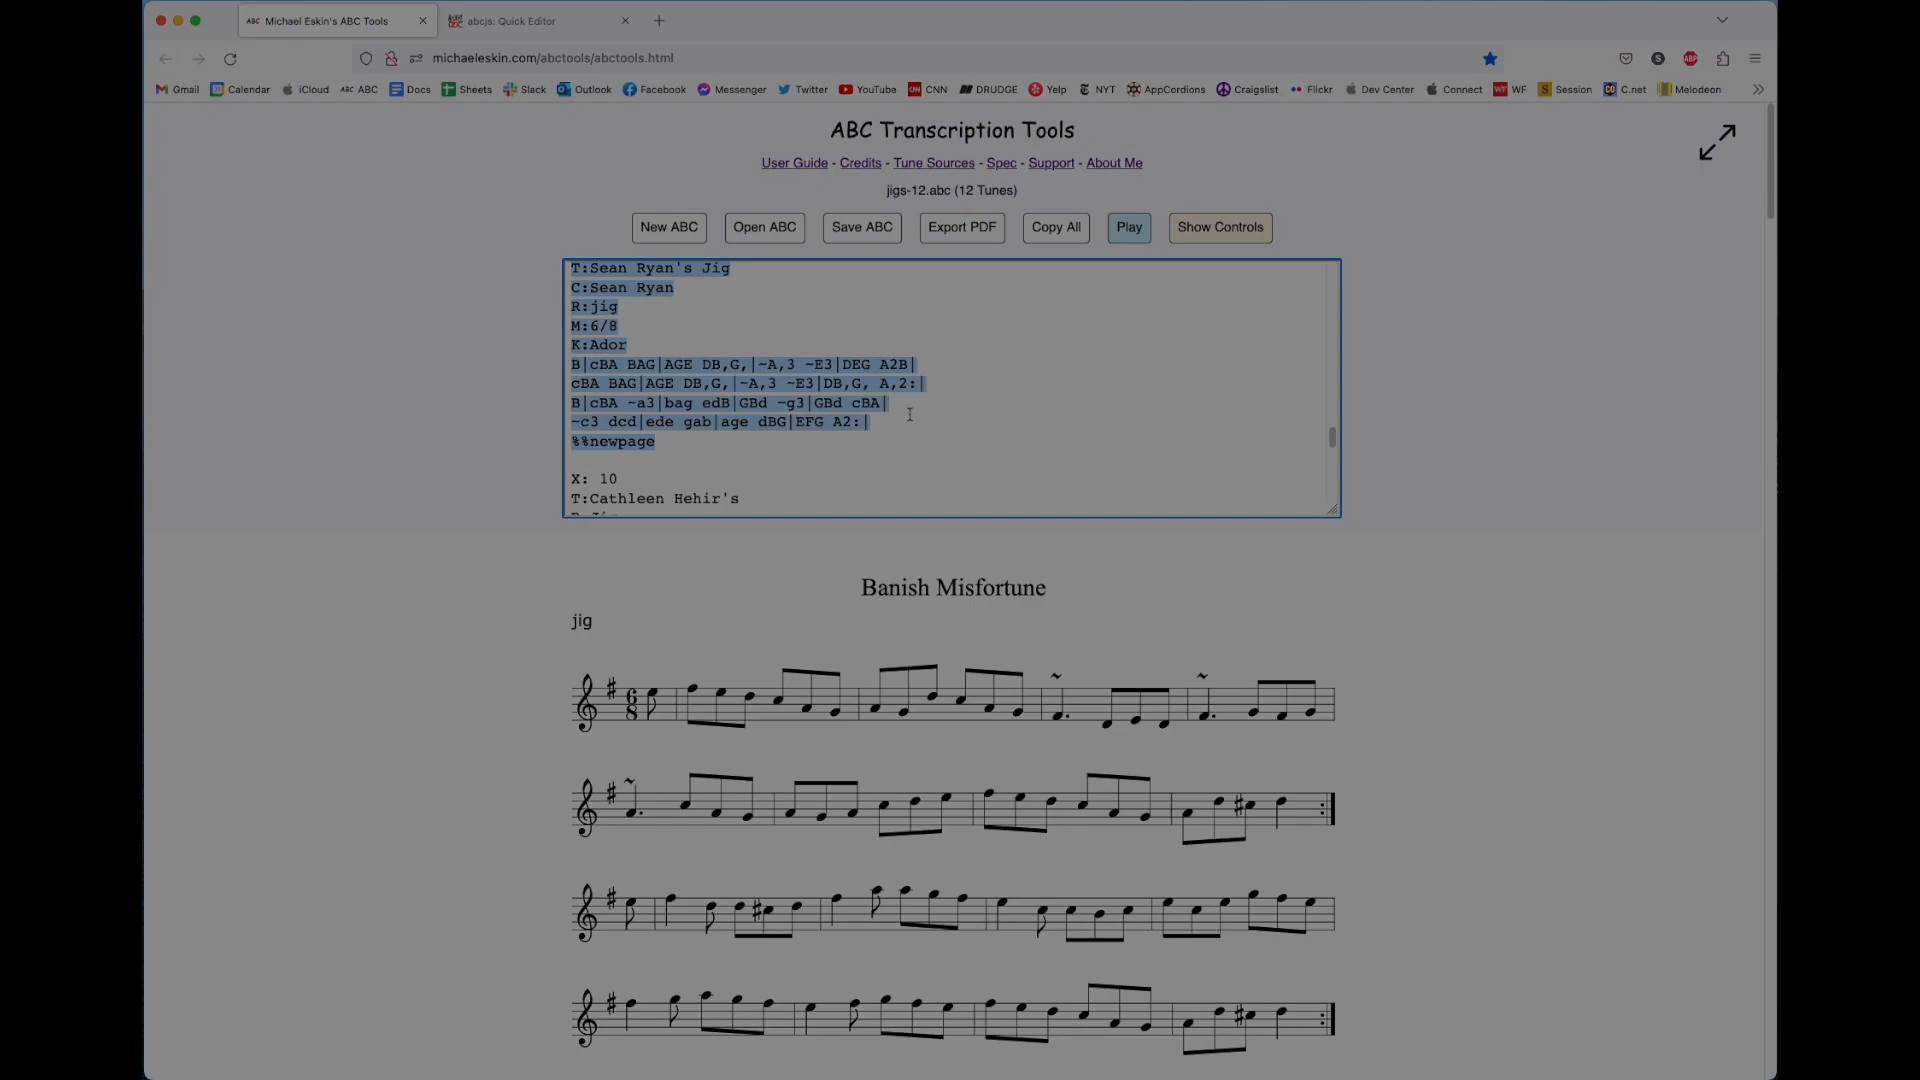 Michael Eskin's ABC Tools
abcjs: Quick Editor
michaeleskin.com/abctools/abctools.html
Gmail Calendar iCloud ABC ABC Docs Sheets Slack Outlook Facebook Messenger Twitter YouTube CNN DRUDGE Yelp NYT AppCordions Craigslist Flickr Dev Center Connect WF Session C.net Melodeon
ABC Transcription Tools
User Guide - Credits - Tune Sources - Spec - Support - About Me
jigs-12.abc (12 Tunes)
New ABC Open ABC Save ABC Export PDF Copy All Play Show Controls
T:Sean Ryan's Jig
C:Sean Ryan
R:jig
M:6/8
K:Ador
B|cBA BAG|AGE DB,G,|~A,3 ~E3|DEG A2B|
cBA BAG|AGE DB,G,|~A,3 ~E3|DB,G, A,2:|
B|cBA ~a3|bag edB|GBd ~g3|GBd cBA|
~c3 dcd|ede gab|age dBG|EFG A2:|
%%newpage
X: 10
T:Cathleen Hehir's
Banish Misfortune
jig
6
8